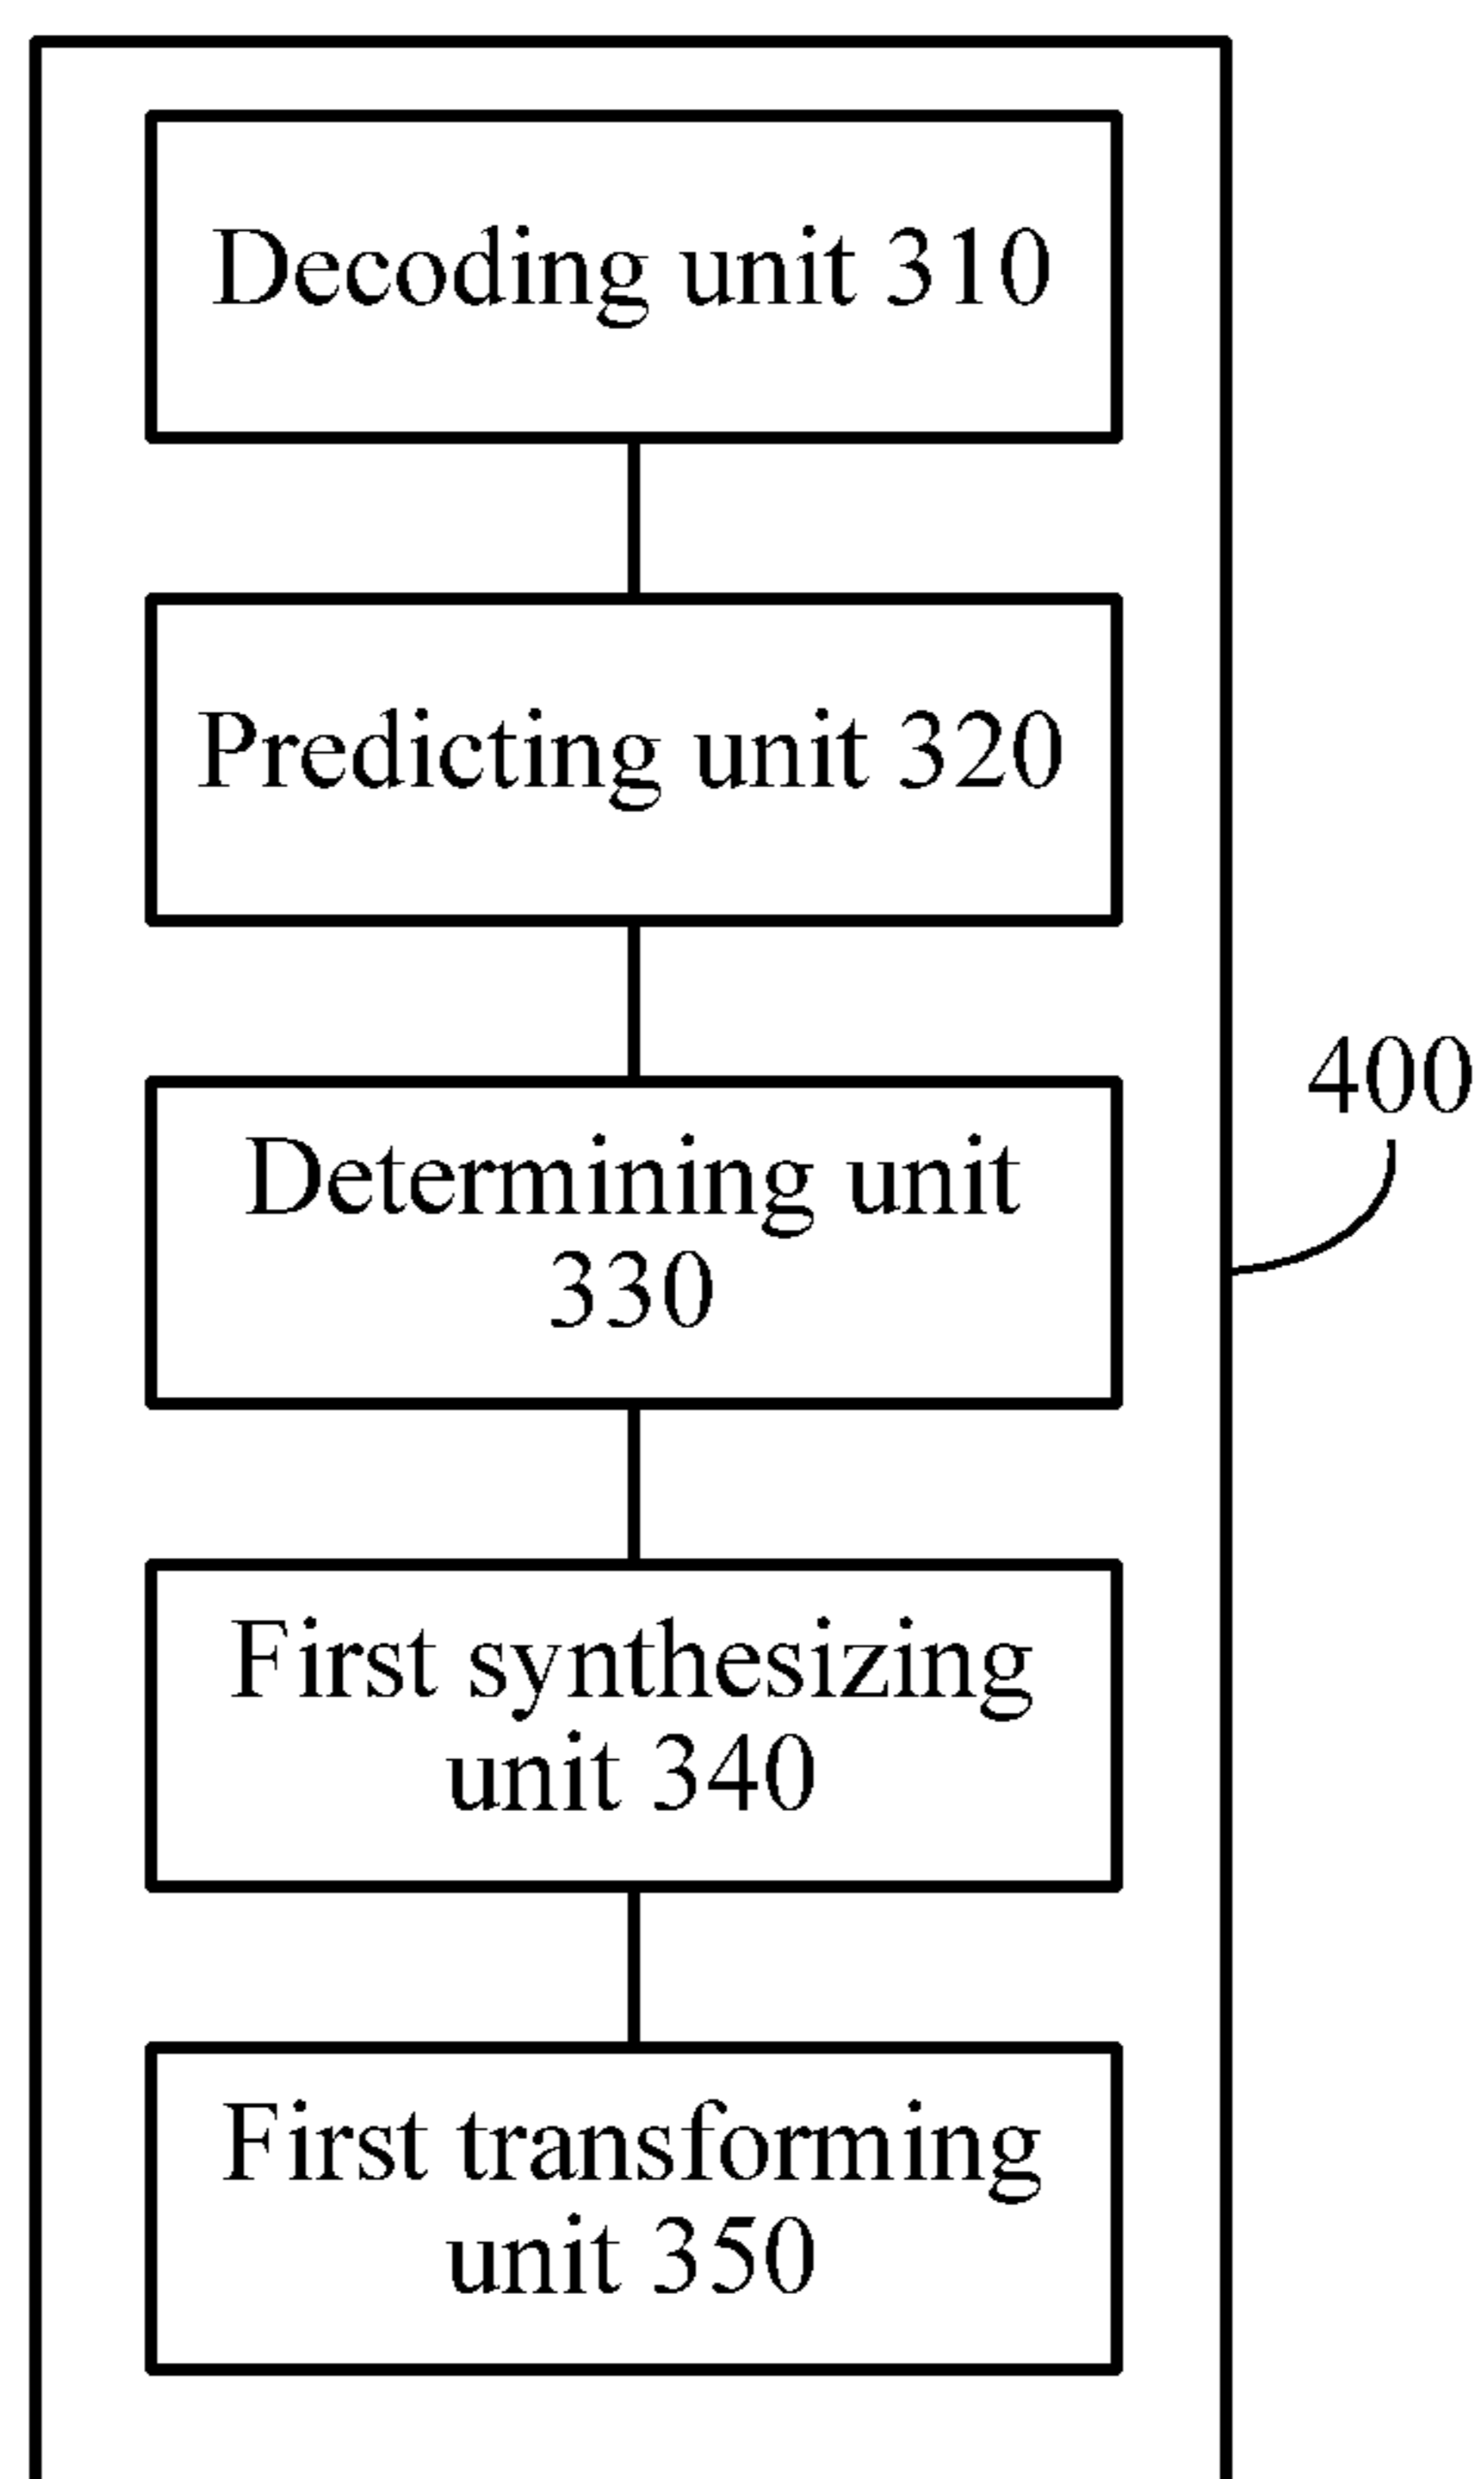 Decoding unit 310
Predicting unit 320
Determining unit
330
400
First synthesizing
unit 340
First transforming
unit 350